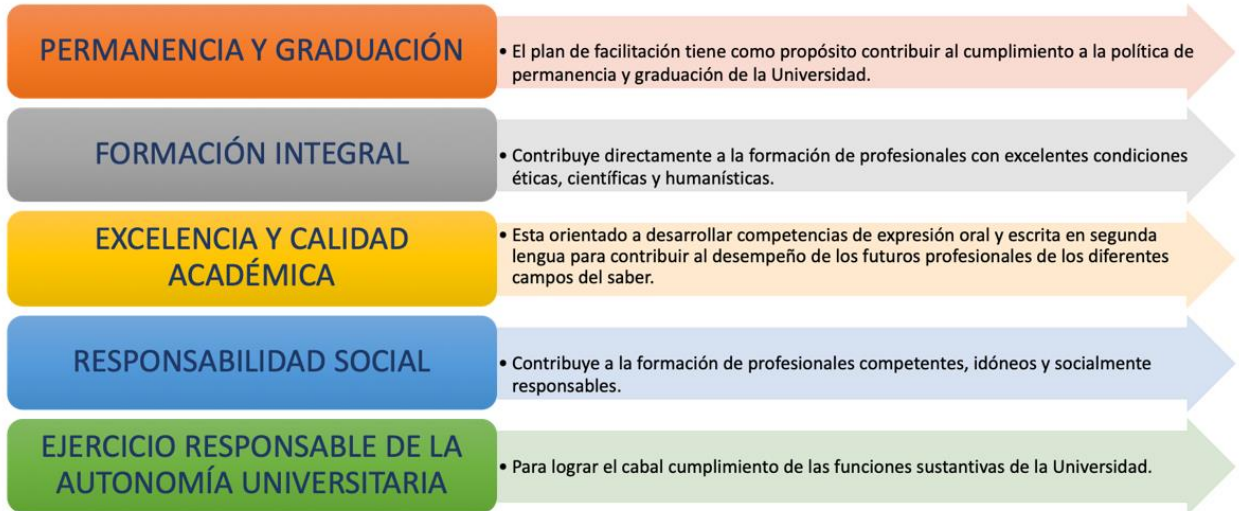 PERMANENCIA Y GRADUACIÓN
• El plan de facilitación tiene como propósito contribuir al cumplimiento a la política de
permanencia y graduación de la Universidad.
FORMACIÓN INTEGRAL
• Contribuye directamente a la formación de profesionales con excelentes condiciones
éticas, científicas y humanísticas.
EXCELENCIA Y CALIDAD
ACADÉMICA
• Esta orientado a desarrollar competencias de expresión oral y escrita en segunda
lengua para contribuir al desempeño de los futuros profesionales de los diferentes
campos del saber.
RESPONSABILIDAD SOCIAL
• Contribuye a la formación de profesionales competentes, idóneos y socialmente
responsables.
EJERCICIO RESPONSABLE DE LA
AUTONOMÍA UNIVERSITARIA
• Para lograr el cabal cumplimiento de las funciones sustantivas de la Universidad.